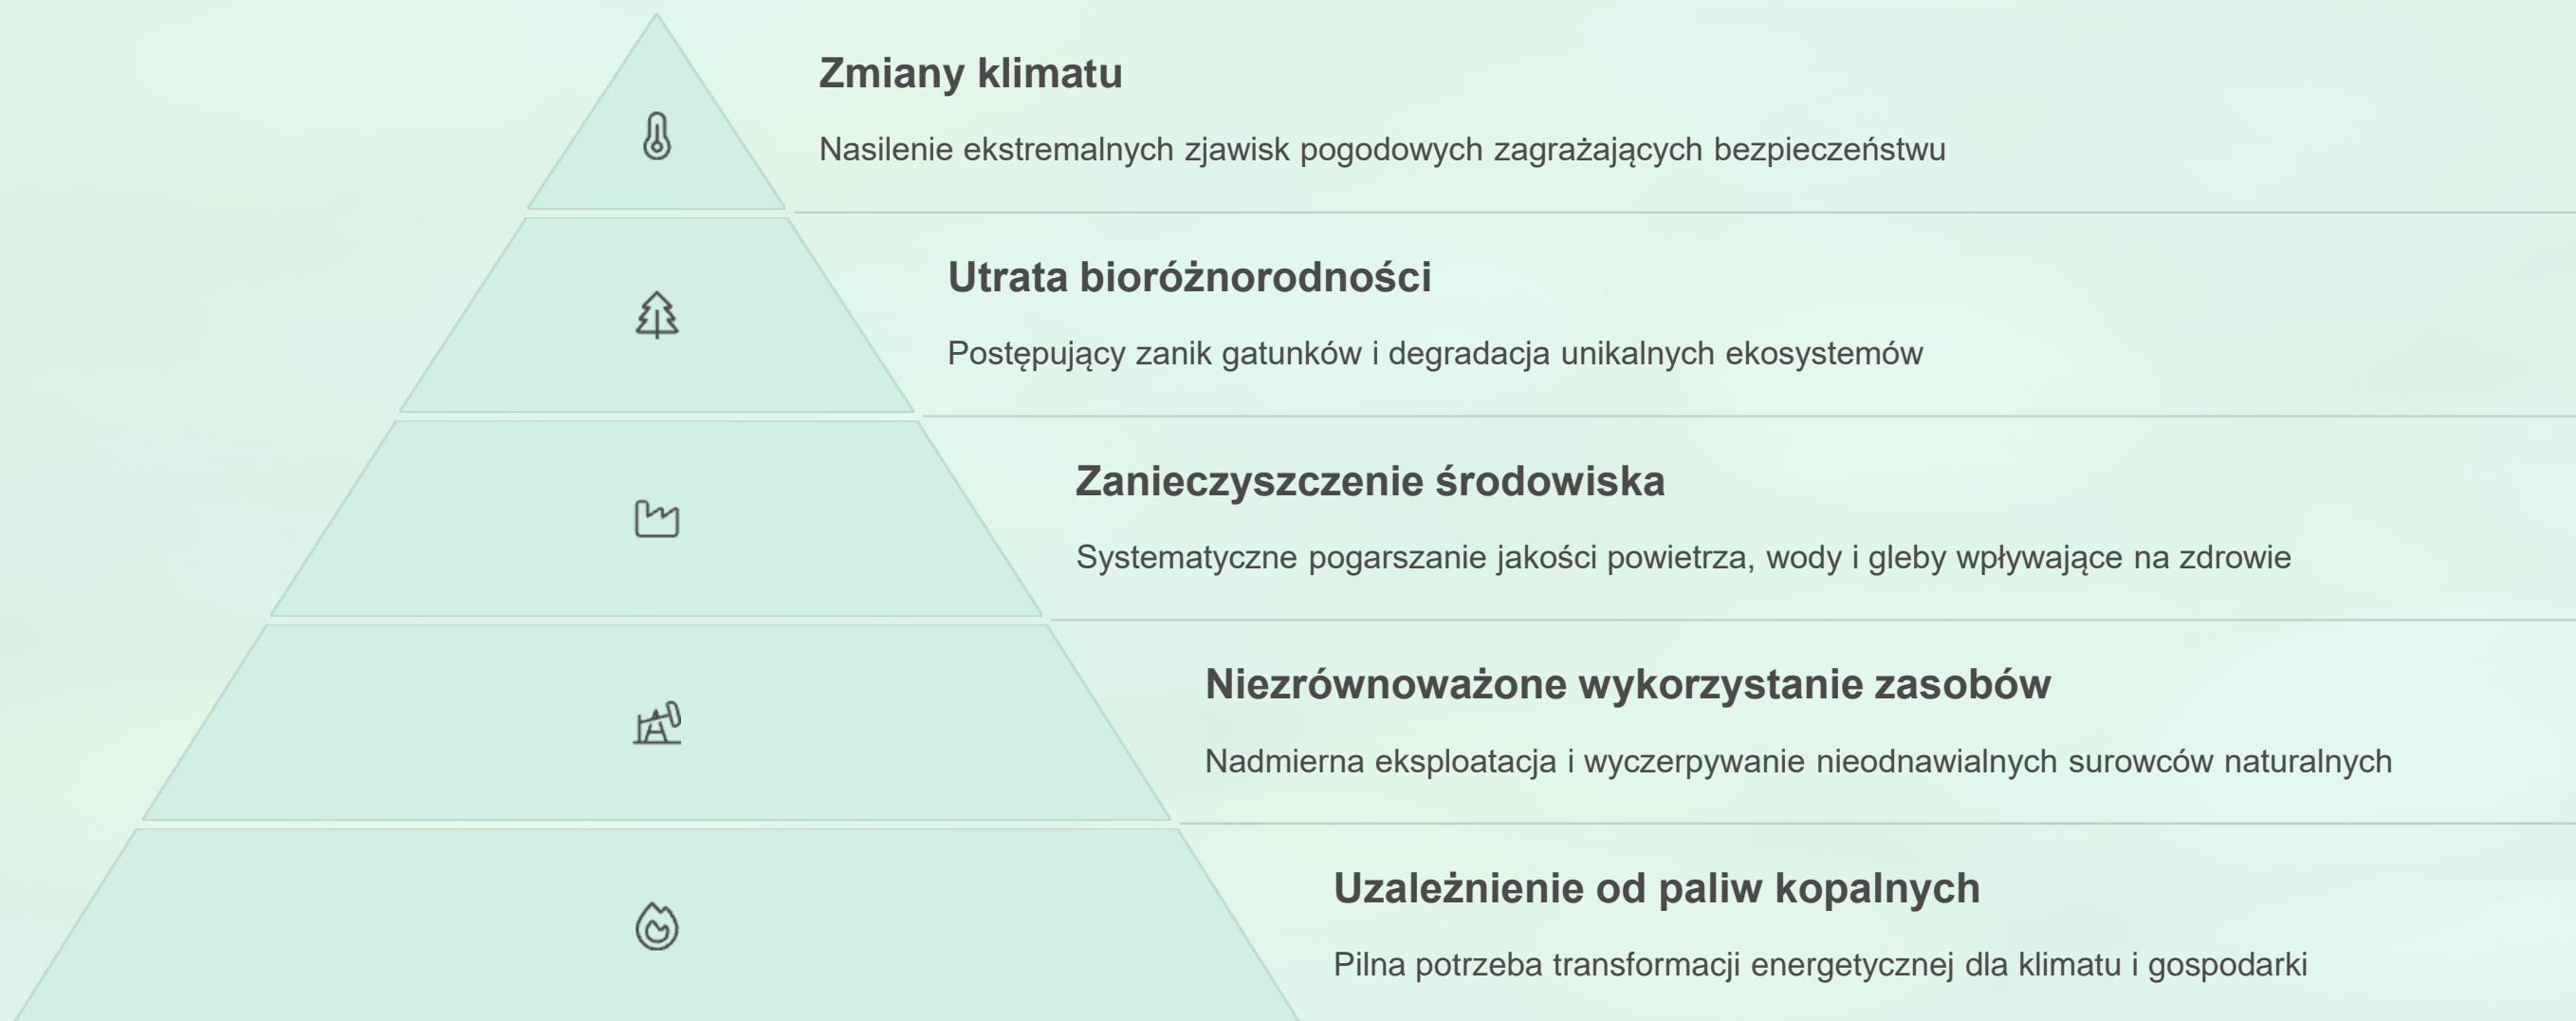 Zmiany klimatu
Nasilenie ekstremalnych zjawisk pogodowych zagrażających bezpieczeństwu
Utrata bioróżnorodności
Postępujący zanik gatunków i degradacja unikalnych ekosystemów
Zanieczyszczenie środowiska
Systematyczne pogarszanie jakości powietrza, wody i gleby wpływające na zdrowie
Niezrównoważone wykorzystanie zasobów
Nadmierna eksploatacja i wyczerpywanie nieodnawialnych surowców naturalnych
Uzależnienie od paliw kopalnych
Pilna potrzeba transformacji energetycznej dla klimatu i gospodarki